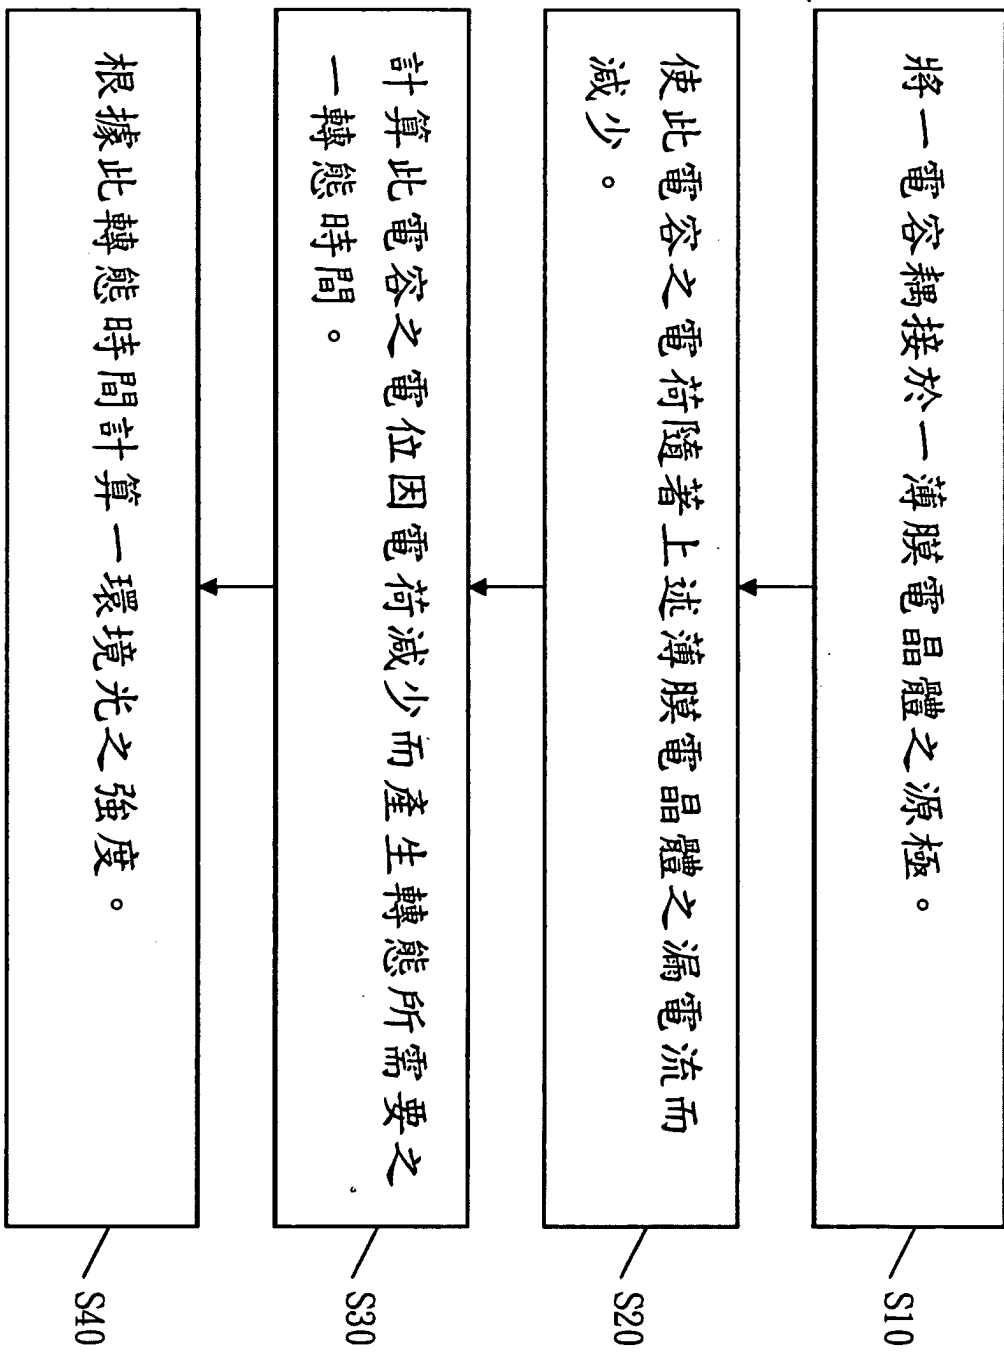 將一電容耦接於一薄膜電晶體之源極。
S10
使此電容之電荷隨著上述薄膜電晶體之漏電流而
減少。
S20
計算此電容之電位因電荷減少而產生轉態所需要之
一轉態時間。
S30
根據此轉態時間計算一環境光之強度。
S40